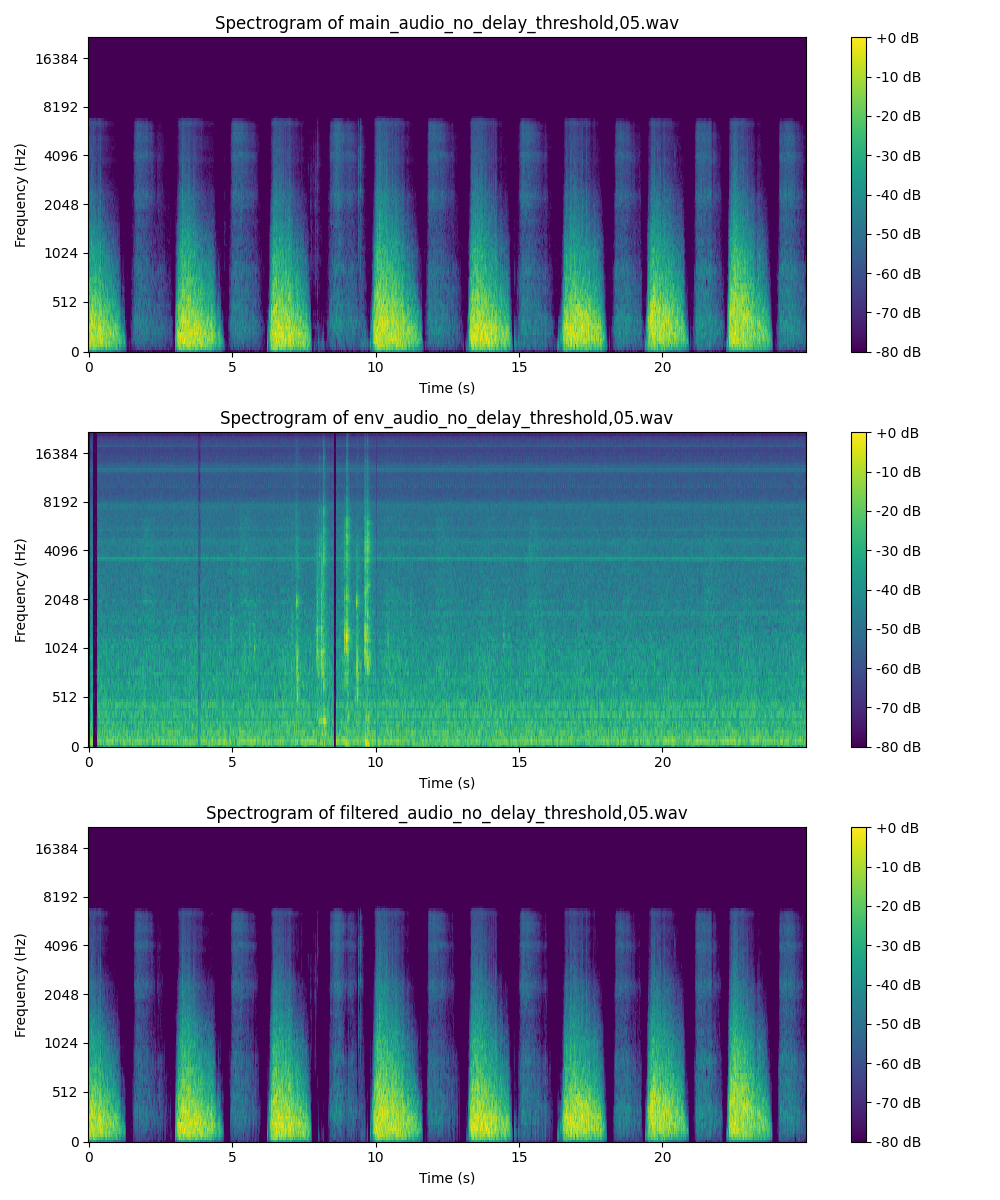 Spectrogram of main_audio_no_delay_threshold,05.wav
16384
8192
4096
2048
1024
512
0
Frequency (Hz)
0 5 10 15 20
Time (s)
+0 dB
-10 dB
-20 dB
-30 dB
-40 dB
-50 dB
-60 dB
-70 dB
-80 dB
Spectrogram of env_audio_no_delay_threshold,05.wav
16384
8192
4096
2048
1024
512
0
Frequency (Hz)
0 5 10 15 20
Time (s)
+0 dB
-10 dB
-20 dB
-30 dB
-40 dB
-50 dB
-60 dB
-70 dB
-80 dB
Spectrogram of filtered_audio_no_delay_threshold,05.wav
16384
8192
4096
2048
1024
512
0
Frequency (Hz)
0 5 10 15 20
Time (s)
+0 dB
-10 dB
-20 dB
-30 dB
-40 dB
-50 dB
-60 dB
-70 dB
-80 dB